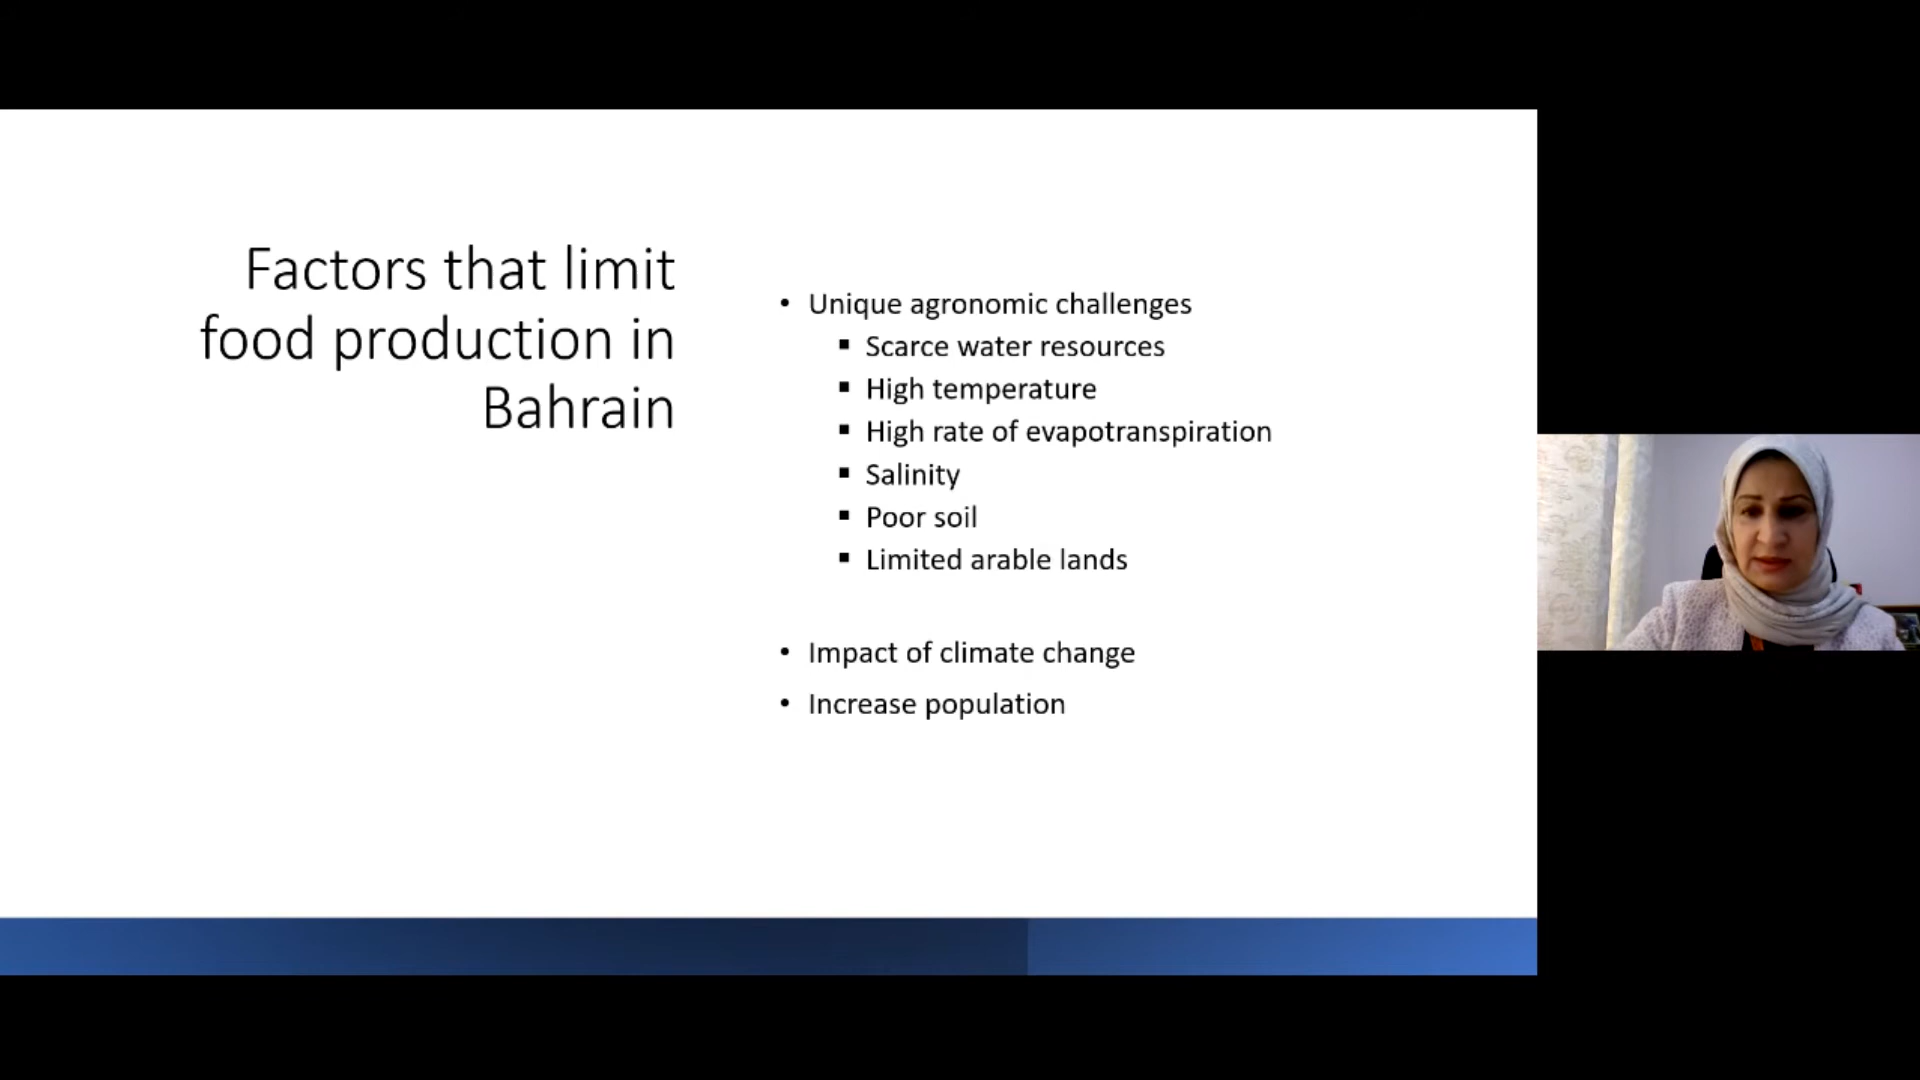 Factors that limit
food production in
Bahrain
• Unique agronomic challenges
▪ Scarce water resources
▪ High temperature
▪ High rate of evapotranspiration
▪ Salinity
▪ Poor soil
▪ Limited arable lands
• Impact of climate change
• Increase population